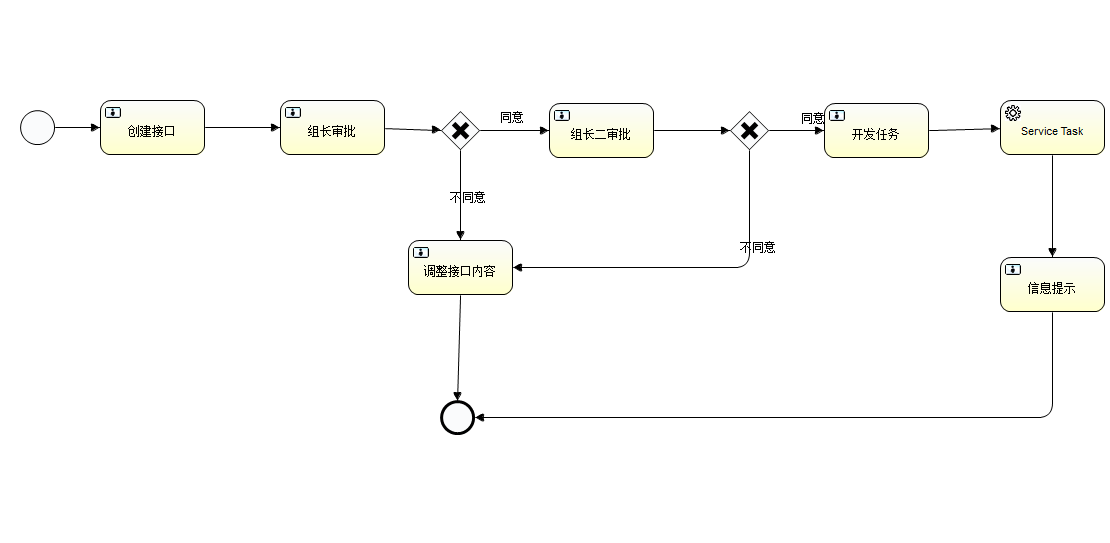 创建接口
组长审批
同意
组长二审批
同意
开发任务
Service Task
不同意
不同意
调整接口内容
信息提示